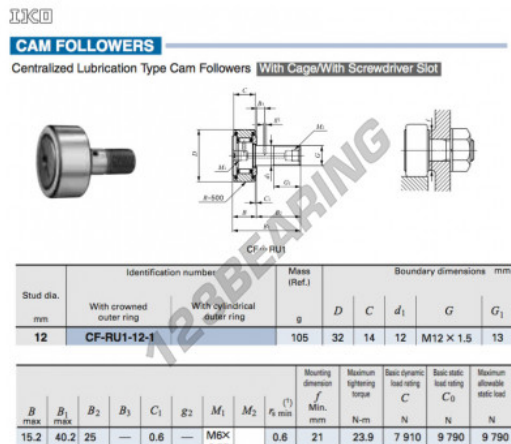 IKO
CAM FOLLOWERS
Centralized Lubrication Type Cam Followers With Cage/With Screwdriver Slot
C
D
G
R=500
B
CF-RU1
123BEARING
Stud dia. mm Identification number Mass (Ref.) g Boundary dimensions mm
With crowned outer ring With cylindrical outer ring D C d1 G G1
12 CF-RU1-12-1 105 32 14 12 M12 × 1.5 13
B max B1 max B2 B3 C1 g2 M1 M2 (*) rs min Mounting dimension f Min. mm Maximum tightening torque N-m Basic dynamic load rating C N Basic static load rating C0 N Maximum allowable static load N
15.2 40.2 25 — 0.6 — M6× 0.6 21 23.9 7 910 9 790 9 790